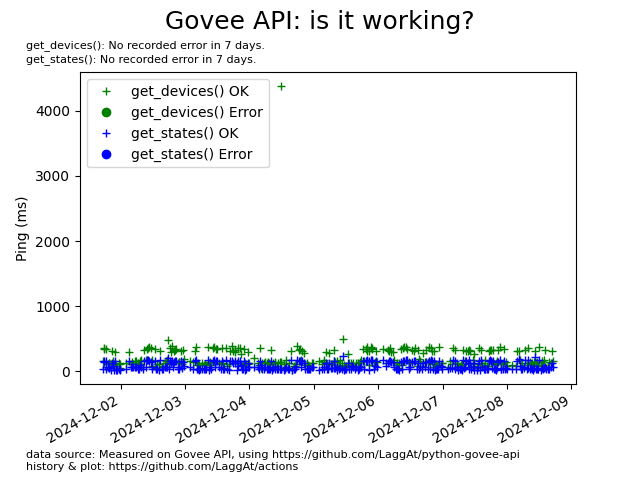 Govee API: is it working?
get_devices(): No recorded error in 7 days.
get_states(): No recorded error in 7 days.
get_devices() OK
get_devices() Error
get_states() OK
get_states() Error
4000
3000
2000
1000
0
Ping (ms)
2024-12-02
2024-12-03
2024-12-04
2024-12-05
2024-12-06
2024-12-07
2024-12-08
2024-12-09
data source: Measured on Govee API, using https://github.com/LaggAt/python-govee-api
history & plot: https://github.com/LaggAt/actions